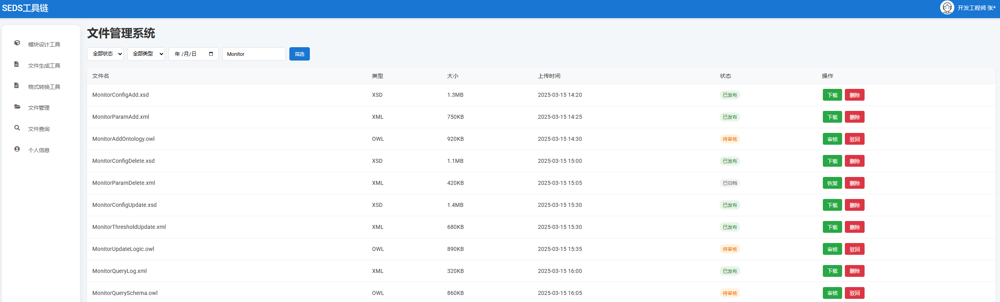 SEDS工具链
开发工程师 张*
模块设计工具
文件生成工具
格式转换工具
文件管理
文件查询
个人信息
文件管理系统
全部状态 全部类型 年 /月/日 Monitor 筛选
文件名 类型 大小 上传时间 状态 操作
MonitorConfigAdd.xsd XSD 1.3MB 2025-03-15 14:20 已发布 下载 删除
MonitorParamAdd.xml XML 750KB 2025-03-15 14:25 已发布 下载 删除
MonitorAddOntology.owl OWL 920KB 2025-03-15 14:30 待审核 审核 驳回
MonitorConfigDelete.xsd XSD 1.1MB 2025-03-15 15:00 已发布 下载 删除
MonitorParamDelete.xml XML 420KB 2025-03-15 15:05 已归档 恢复 删除
MonitorConfigUpdate.xsd XSD 1.4MB 2025-03-15 15:30 已发布 下载 删除
MonitorThresholdUpdate.xml XML 680KB 2025-03-15 15:30 已发布 下载 删除
MonitorUpdateLogic.owl OWL 890KB 2025-03-15 15:35 待审核 审核 驳回
MonitorQueryLog.xml XML 320KB 2025-03-15 16:00 已发布 下载 删除
MonitorQuerySchema.owl OWL 860KB 2025-03-15 16:05 待审核 审核 驳回